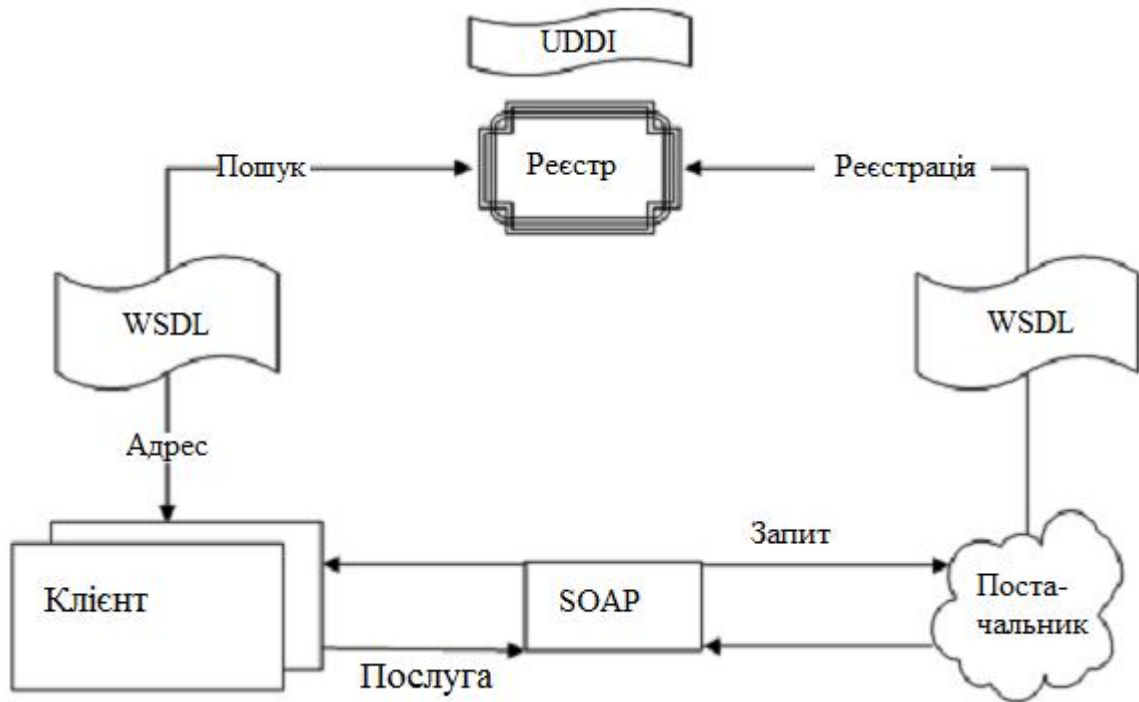 UDDI
Пошук
Реєстр
Реєстрація
WSDL
WSDL
Адрес
Запит
Клієнт
SOAP
Поста-
чальник
Послуга